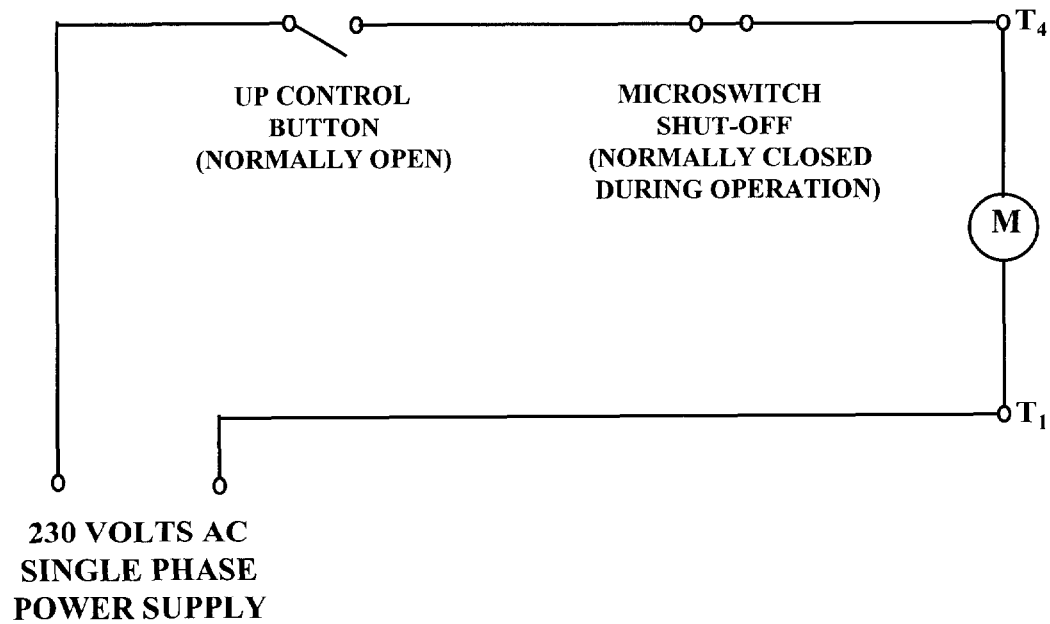 T4
UP CONTROL
BUTTON
(NORMALLY OPEN)
MICROSWITCH
SHUT-OFF
(NORMALLY CLOSED
DURING OPERATION)
M
T1
230 VOLTS AC
SINGLE PHASE
POWER SUPPLY